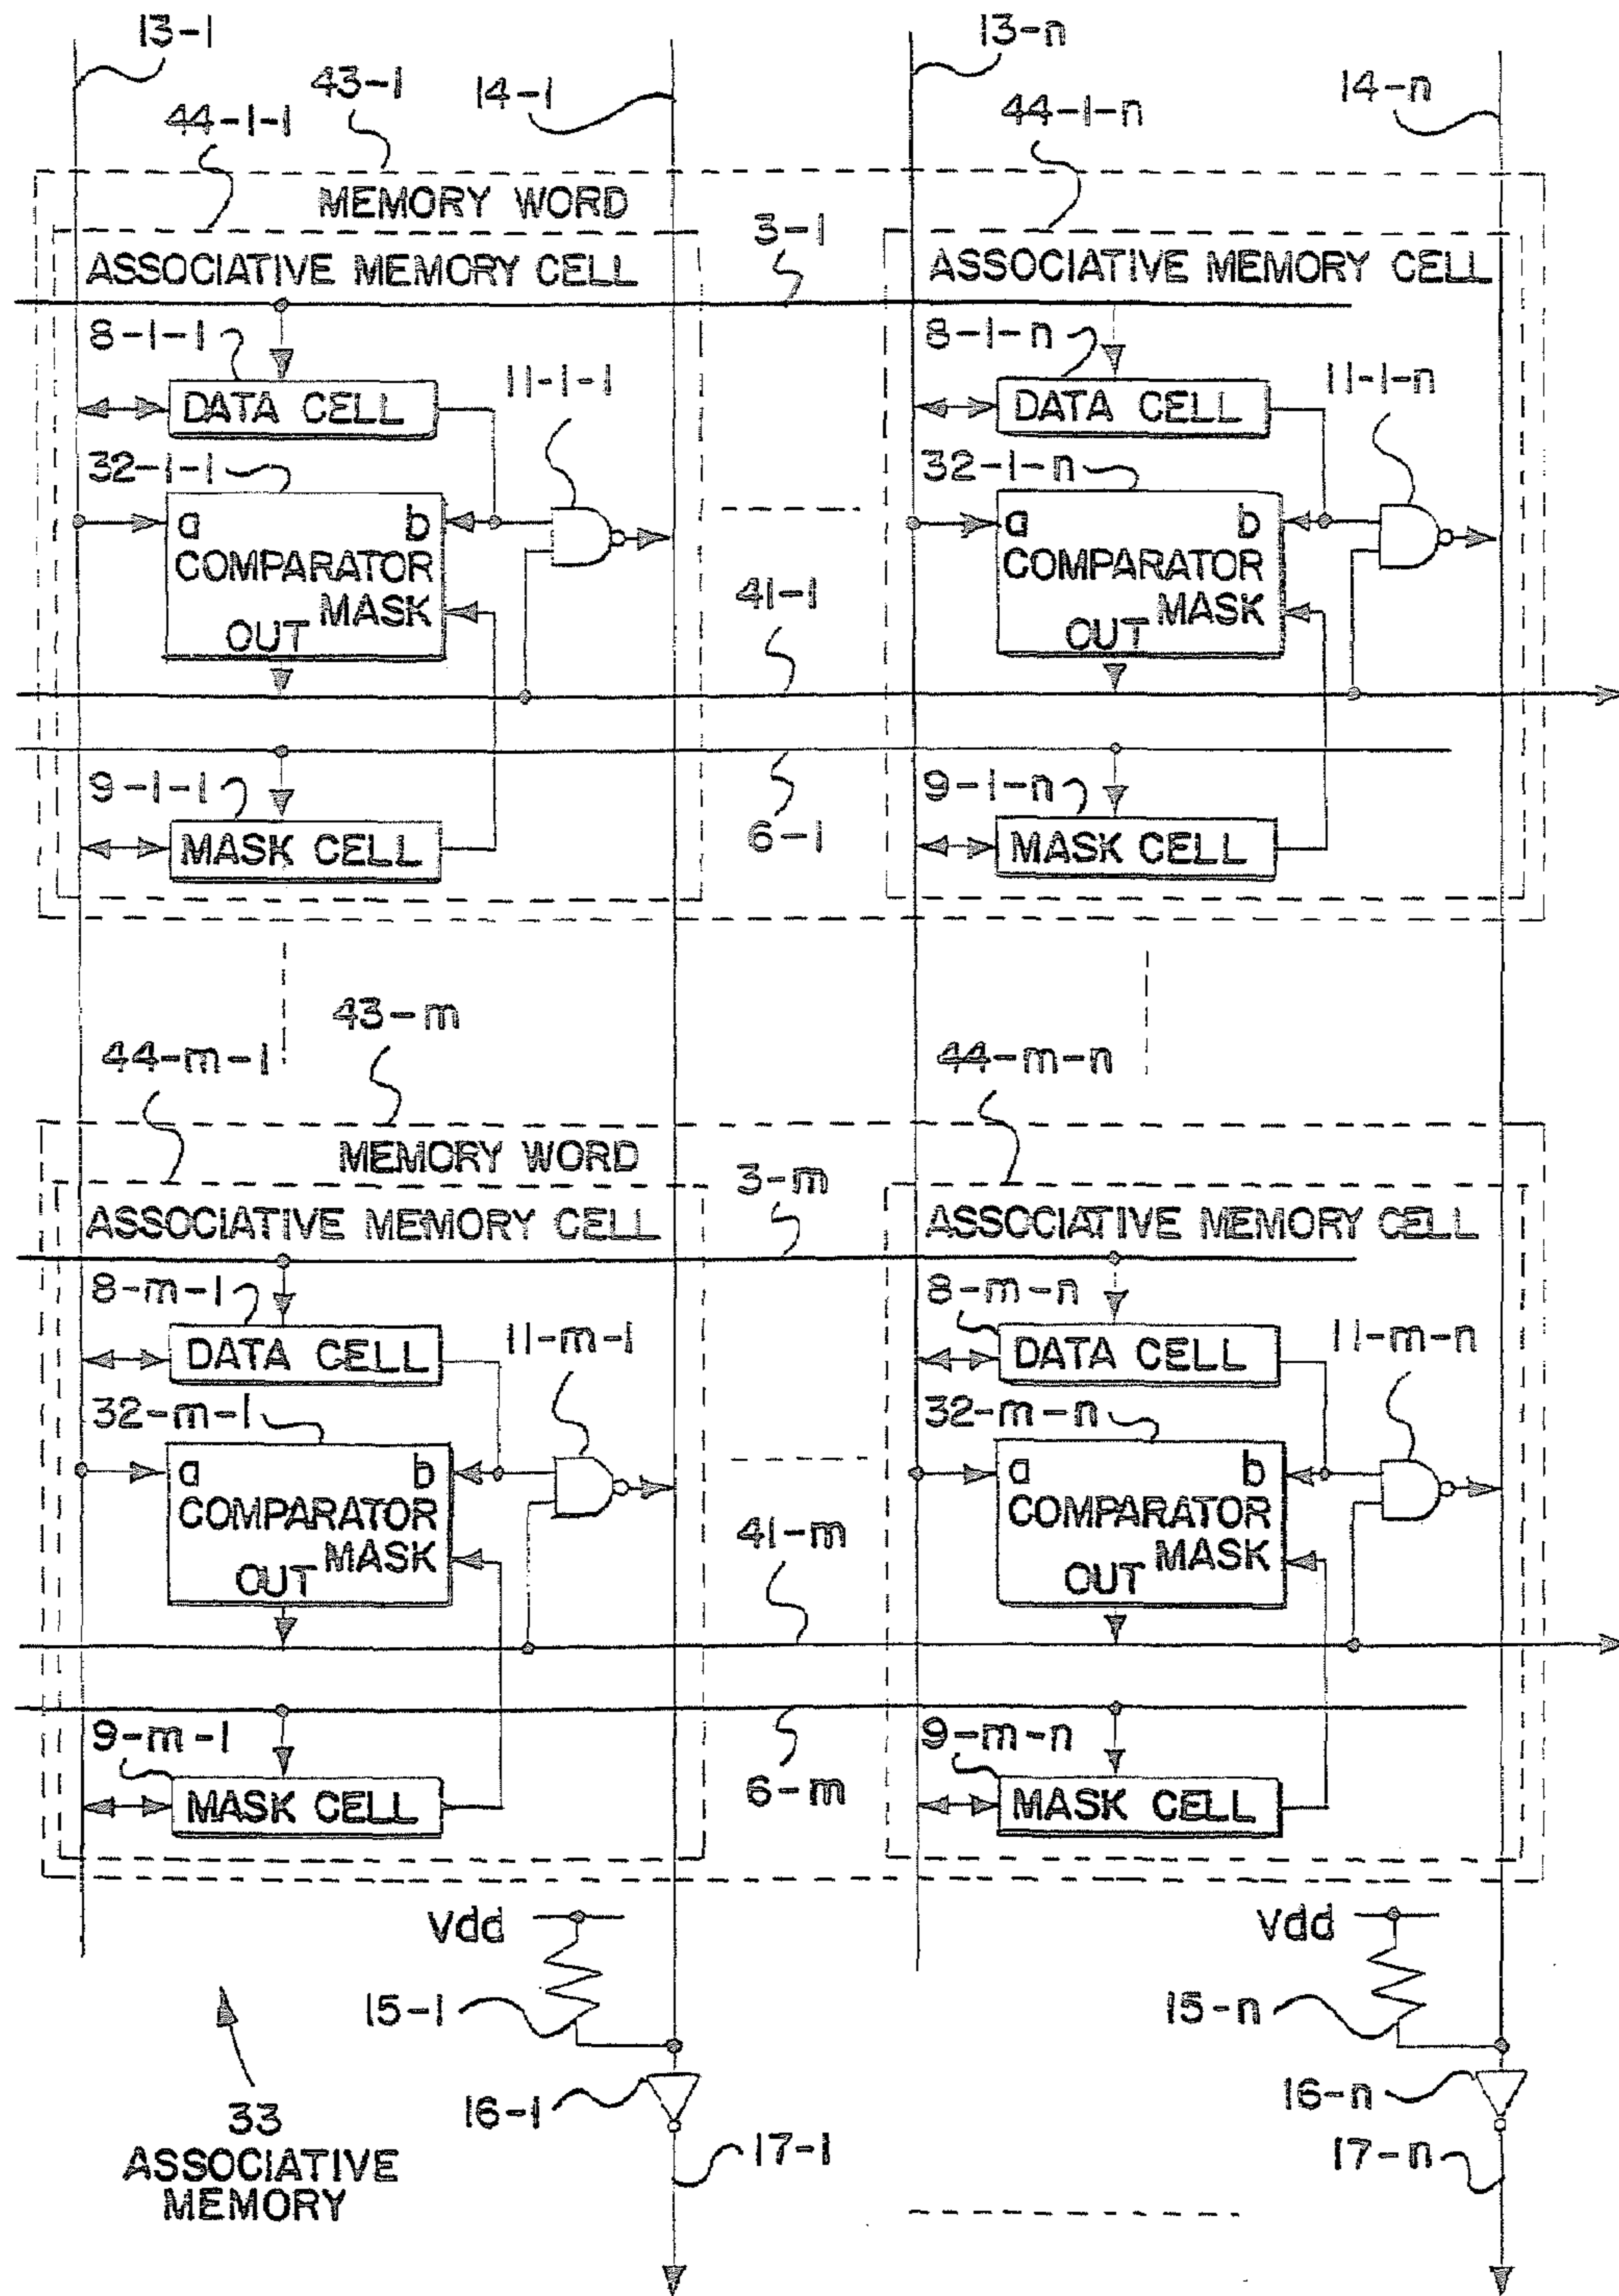 13-1
13-n
43-1
14-1
14-n
44-1-1
44-1-n
MEMORY WORD
3-1
ASSOCIATIVE MEMORY CELL
ASSOCIATIVE MEMORY CELL
8-1-1
8-1-n
11-1-1
11-1-n
DATA CELL
DATA CELL
32-1-1
32-1-n
a b
COMPARATOR
MASK
OUT
a b
COMPARATOR
MASK
OUT
41-1
9-1-1
9-1-n
6-1
MASK CELL
MASK CELL
43-m
44-m-1
44-m-n
MEMORY WORD
3-m
ASSOCIATIVE MEMORY CELL
ASSOCIATIVE MEMORY CELL
8-m-1
8-m-n
11-m-1
11-m-n
DATA CELL
DATA CELL
32-m-1
32-m-n
a b
COMPARATOR
MASK
OUT
a b
COMPARATOR
MASK
OUT
41-m
9-m-1
9-m-n
6-m
MASK CELL
MASK CELL
Vdd
Vdd
15-1
15-n
16-1
16-n
17-1
17-n
33
ASSOCIATIVE
MEMORY